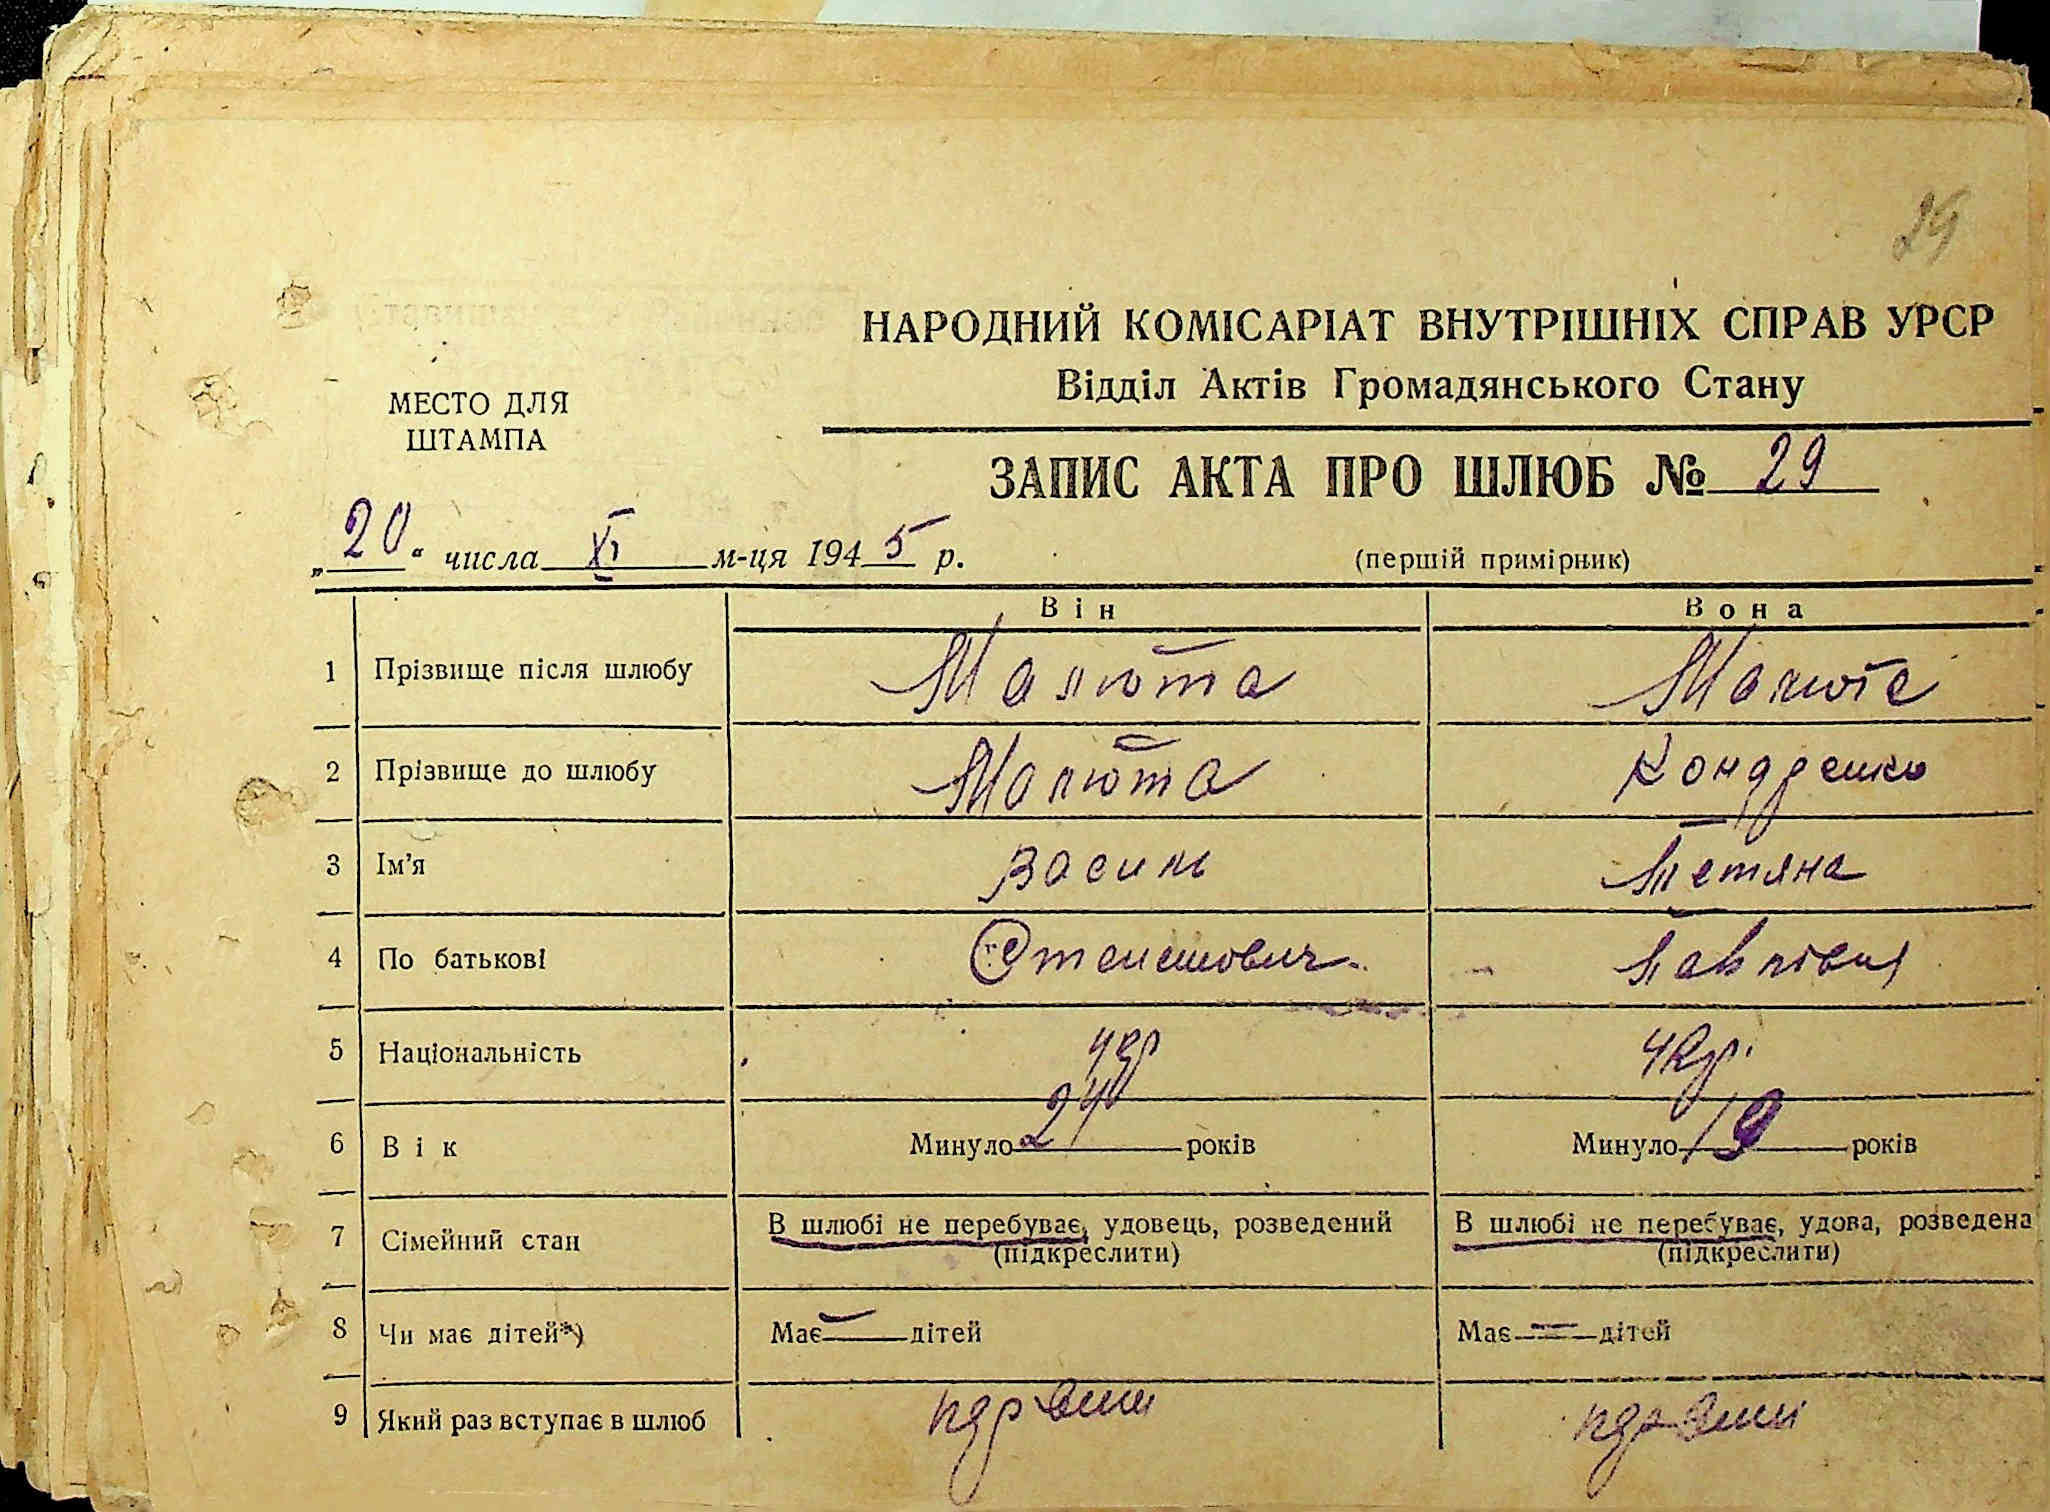 29
НАРОДНИЙ КОМІСАРІАТ ВНУТРІШНІХ СПРАВ УРСР
Відділ Актів Громадянського Стану
МЕСТО ДЛЯ
ШТАМПА
ЗАПИС АКТА ПРО ШЛЮБ № 29
„20“ числа XI м-ця 1945 р.
(першій примірник)
Він Вона
1 Прізвище після шлюбу Малюта Малюта
2 Прізвище до шлюбу Малюта
3 Ім'я Василь Тетяна
4 По батькові Степанович Павлівна
5 Національність укр укр.
6 Вік Минуло 24 років Минуло 19 років
7 Сімейний стан В шлюбі не перебуває, удовець, розведений В шлюбі не перебуває, удова, розведена
(підкреслити) (підкреслити)
8 Чи має дітей*) Має — дітей Має — дітей
9 Який раз вступає в шлюб